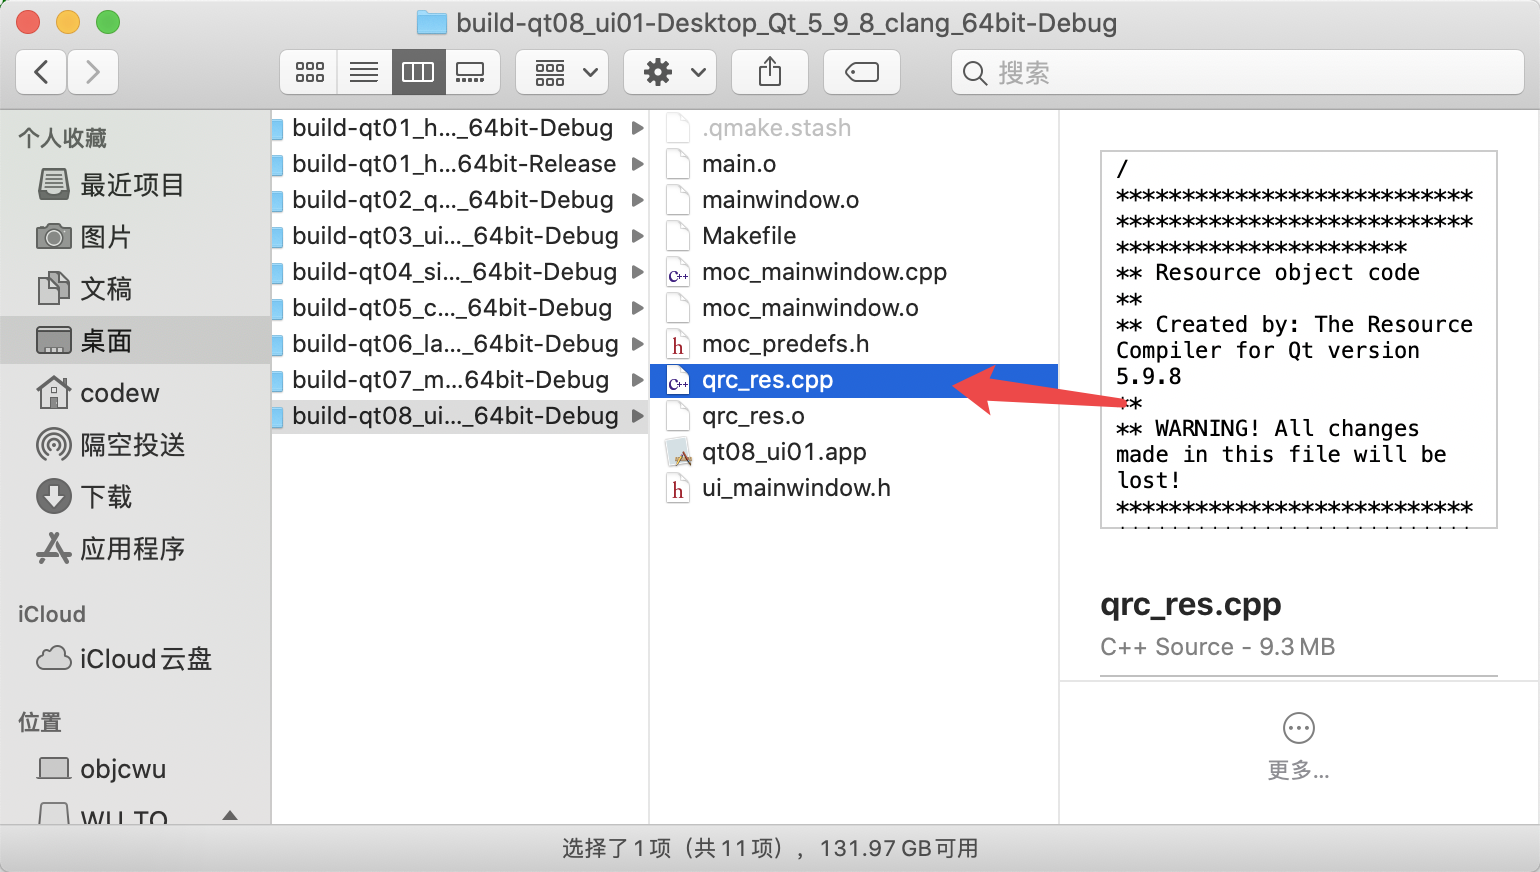 build-qt08_ui01-Desktop_Qt_5_9_8_clang_64bit-Debug
搜索
个人收藏
最近项目
图片
文稿
桌面
codew
隔空投送
下载
应用程序
iCloud
iCloud云盘
位置
objcwu
build-qt01_h..._64bit-Debug
build-qt01_h...64bit-Release
build-qt02_q..._64bit-Debug
build-qt03_ui..._64bit-Debug
build-qt04_si..._64bit-Debug
build-qt05_c..._64bit-Debug
build-qt06_la..._64bit-Debug
build-qt07_m...64bit-Debug
build-qt08_ui..._64bit-Debug
.qmake.stash
main.o
mainwindow.o
Makefile
moc_mainwindow.cpp
moc_mainwindow.o
moc_predefs.h
qrc_res.cpp
qrc_res.o
qt08_ui01.app
ui_mainwindow.h
/
***************************
***************************
**********************
** Resource object code
**
** Created by: The Resource
Compiler for Qt version
5.9.8
**
** WARNING! All changes
made in this file will be
lost!
***************************
qrc_res.cpp
C++ Source - 9.3 MB
更多...
选择了1项（共11项），131.97 GB可用